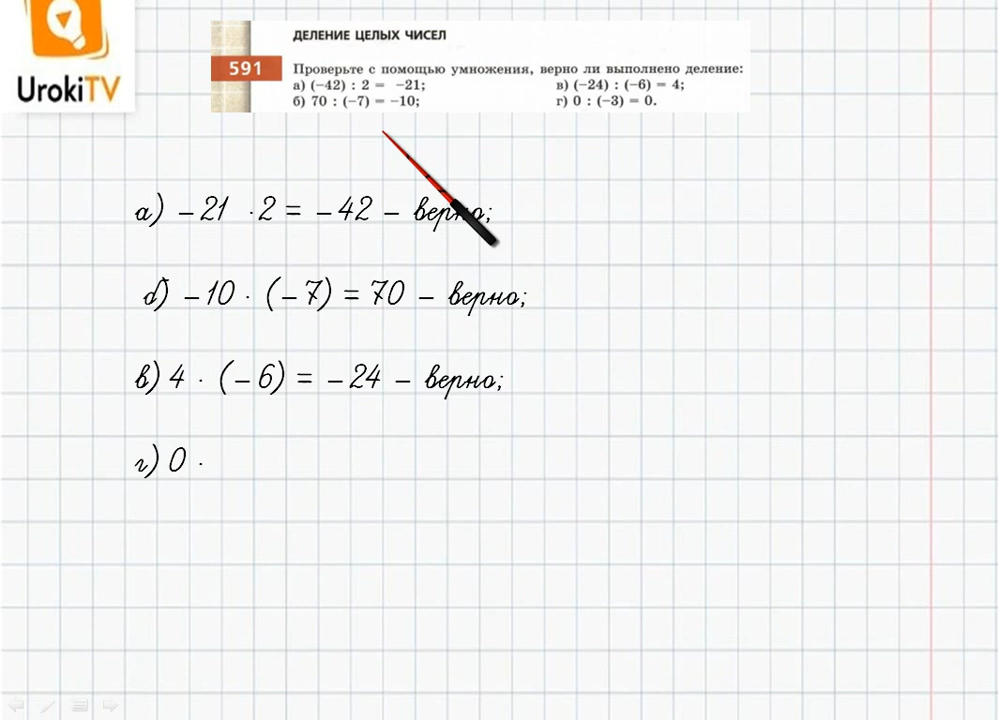 UrokiTV
ДЕЛЕНИЕ ЦЕЛЫХ ЧИСЕЛ
591 Проверьте с помощью умножения, верно ли выполнено деление:
а) (−42) : 2 = −21; в) (−24) : (−6) = 4;
б) 70 : (−7) = −10; г) 0 : (−3) = 0.
а) −21 · 2 = −42 − верно;
б) −10 · (−7) = 70 − верно;
в) 4 · (−6) = −24 − верно;
г) 0 ·